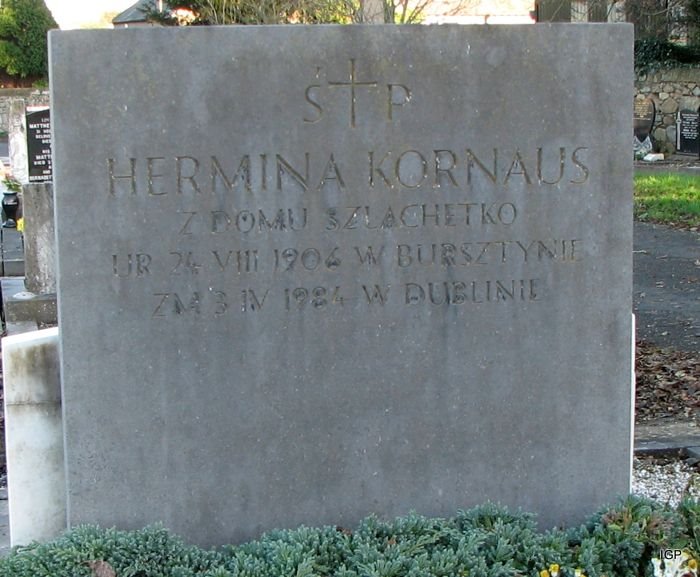 Ś P
HERMINA KORNAUS
Z DOMU SZLACHETKO
UR 24 VIII 1906 W BURSZTYNIE
ZM 3 IV 1984 W DUBLINIE
IGP